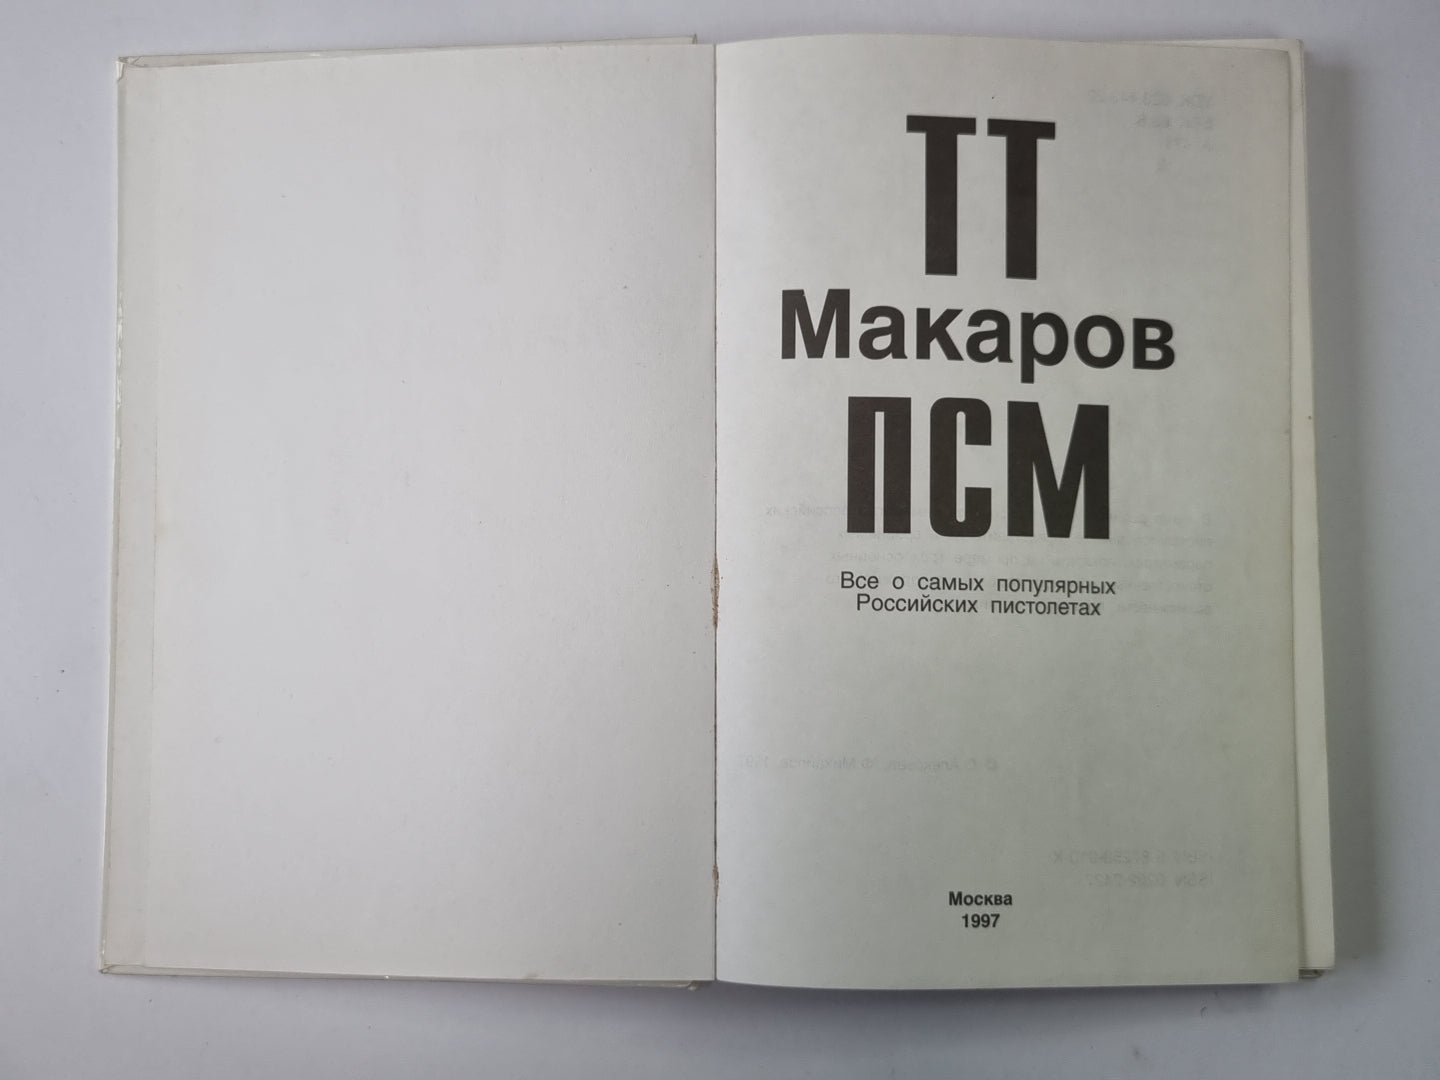 ТТ
Макаров
ПСМ
Все о самых популярных
Российских пистолетах
Москва
1997